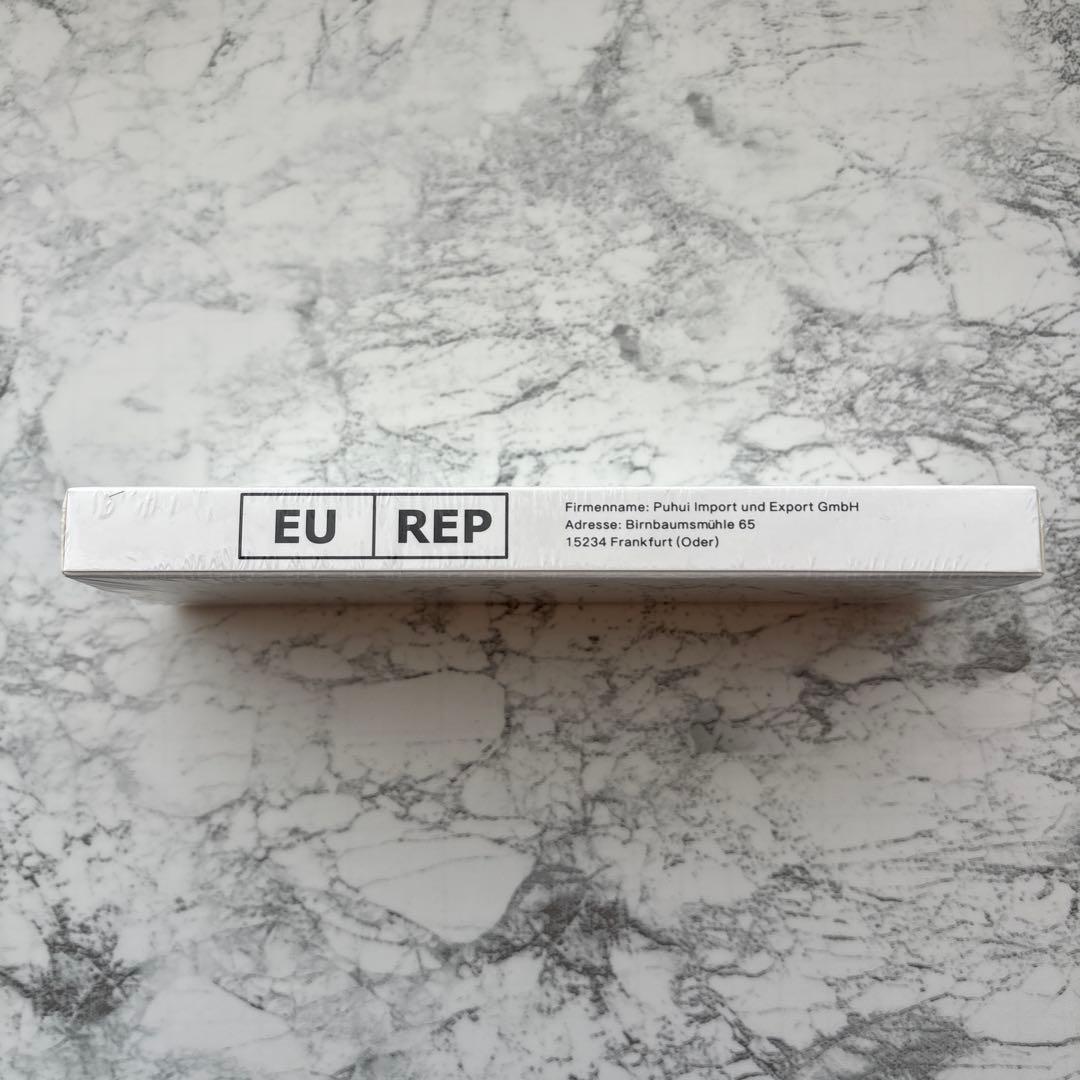 EU REP
Firmenname: Puhui Import und Export GmbH
Adresse: Birnbaumsmühle 65
15234 Frankfurt (Oder)